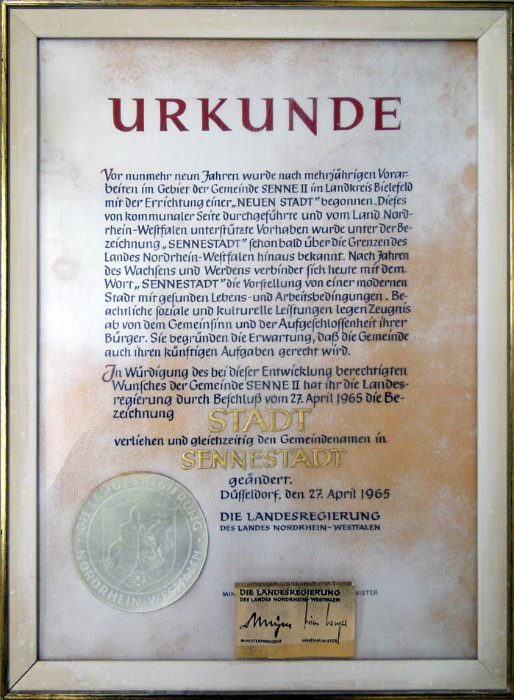 URKUNDE
Vor nunmehr neun Jahren wurde nach mehrjährigen Vorar-
beiten im Gebiet der Gemeinde SENNE II im Landkreis Bielefeld
mit der Errichtung einer „NEUEN STADT" begonnen. Dieses
von kommunaler Seite durchgeführte und vom Land Nord-
rhein-Westfalen unterstützte Vorhaben wurde unter der Be-
zeichnung „SENNESTADT" schon bald über die Grenzen des
Landes Nordrhein-Westfalen hinaus bekannt. Nach Jahren
des Wachsens und Werdens verbindet sich heute mit dem
Wort „SENNESTADT" die Vorstellung von einer modernen
Stadt mit gesunden Lebens- und Arbeitsbedingungen. Be-
achtliche soziale und kulturelle Leistungen legen Zeugnis
ab von dem Gemeinsinn und der Aufgeschlossenheit ihrer
Bürger. Sie begründen die Erwartung, daß die Gemeinde
auch ihren künftigen Aufgaben gerecht wird.
In Würdigung des bei dieser Entwicklung berechtigten
Wunsches der Gemeinde SENNE II hat ihr die Landes-
regierung durch Beschluß vom 27. April 1965 die Be-
zeichnung STADT
verliehen und gleichzeitig den Gemeindenamen in
SENNESTADT
geändert.
Düsseldorf, den 27. April 1965
DIE LANDESREGIERUNG
DES LANDES NORDRHEIN-WESTFALEN
DIE LANDESREGIERUNG
NORDRHEIN-WESTFALEN
DIE LANDESREGIERUNG
DES LANDES NORDRHEIN-WESTFALEN
MINISTERPRÄSIDENT INNENMINISTER